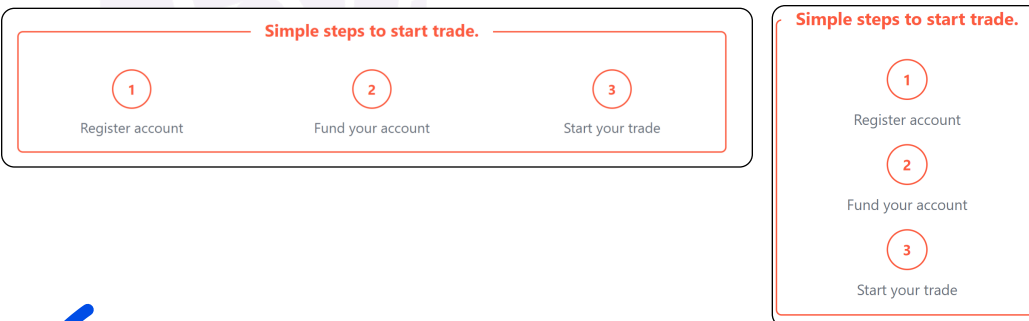 Simple steps to start trade.
1 2 3
Register account Fund your account Start your trade
Simple steps to start trade.
1
Register account
2
Fund your account
3
Start your trade